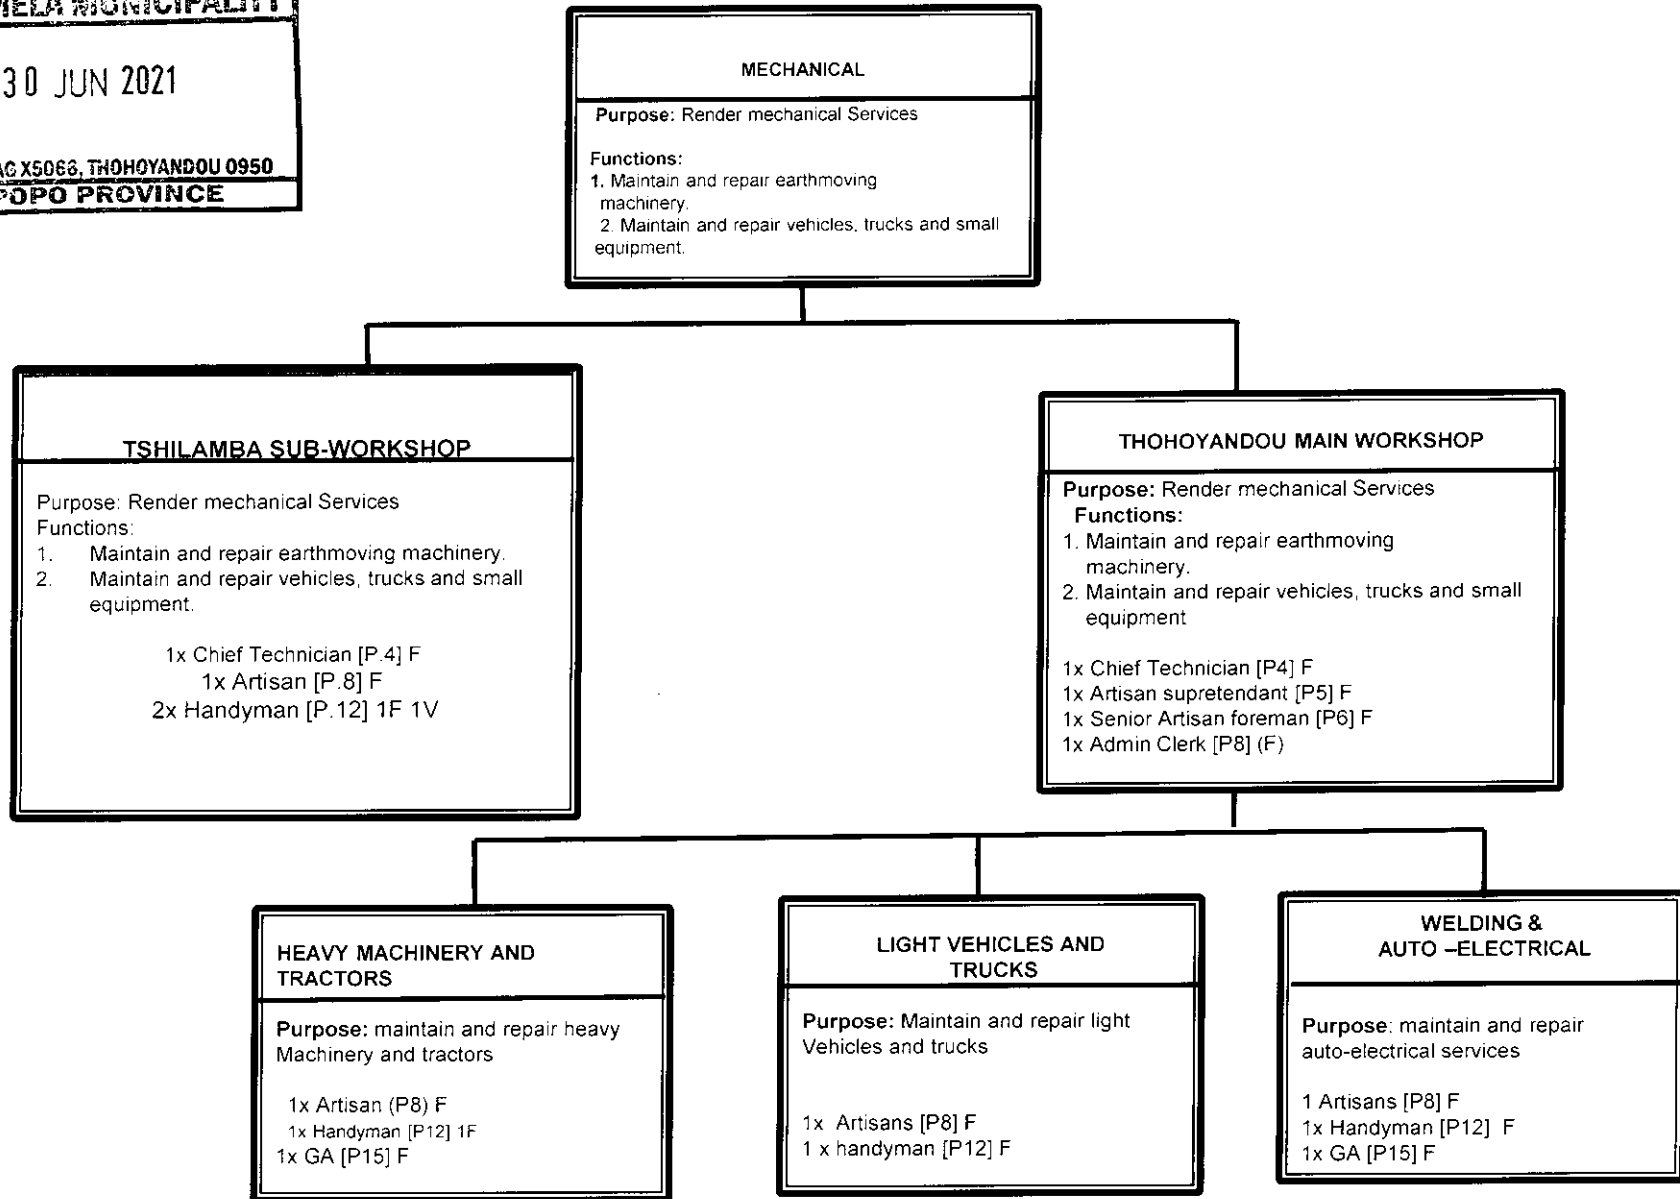 MUNICIPALITY
30 JUN 2021
X5066, THOHOYANDOU 0950
PROVINCE
MECHANICAL
Purpose: Render mechanical Services
Functions:
1. Maintain and repair earthmoving
machinery.
2. Maintain and repair vehicles, trucks and small
equipment.
TSHILAMBA SUB-WORKSHOP
Purpose: Render mechanical Services
Functions:
1. Maintain and repair earthmoving machinery.
2. Maintain and repair vehicles, trucks and small
equipment.
1x Chief Technician [P.4] F
1x Artisan [P.8] F
2x Handyman [P.12] 1F 1V
THOHOYANDOU MAIN WORKSHOP
Purpose: Render mechanical Services
Functions:
1. Maintain and repair earthmoving
machinery.
2. Maintain and repair vehicles, trucks and small
equipment
1x Chief Technician [P4] F
1x Artisan supretendant [P5] F
1x Senior Artisan foreman [P6] F
1x Admin Clerk [P8] (F)
HEAVY MACHINERY AND
TRACTORS
Purpose: maintain and repair heavy
Machinery and tractors
1x Artisan (P8) F
1x Handyman [P12] 1F
1x GA [P15] F
LIGHT VEHICLES AND
TRUCKS
Purpose: Maintain and repair light
Vehicles and trucks
1x Artisans [P8] F
1 x handyman [P12] F
WELDING &
AUTO –ELECTRICAL
Purpose: maintain and repair
auto-electrical services
1 Artisans [P8] F
1x Handyman [P12] F
1x GA [P15] F